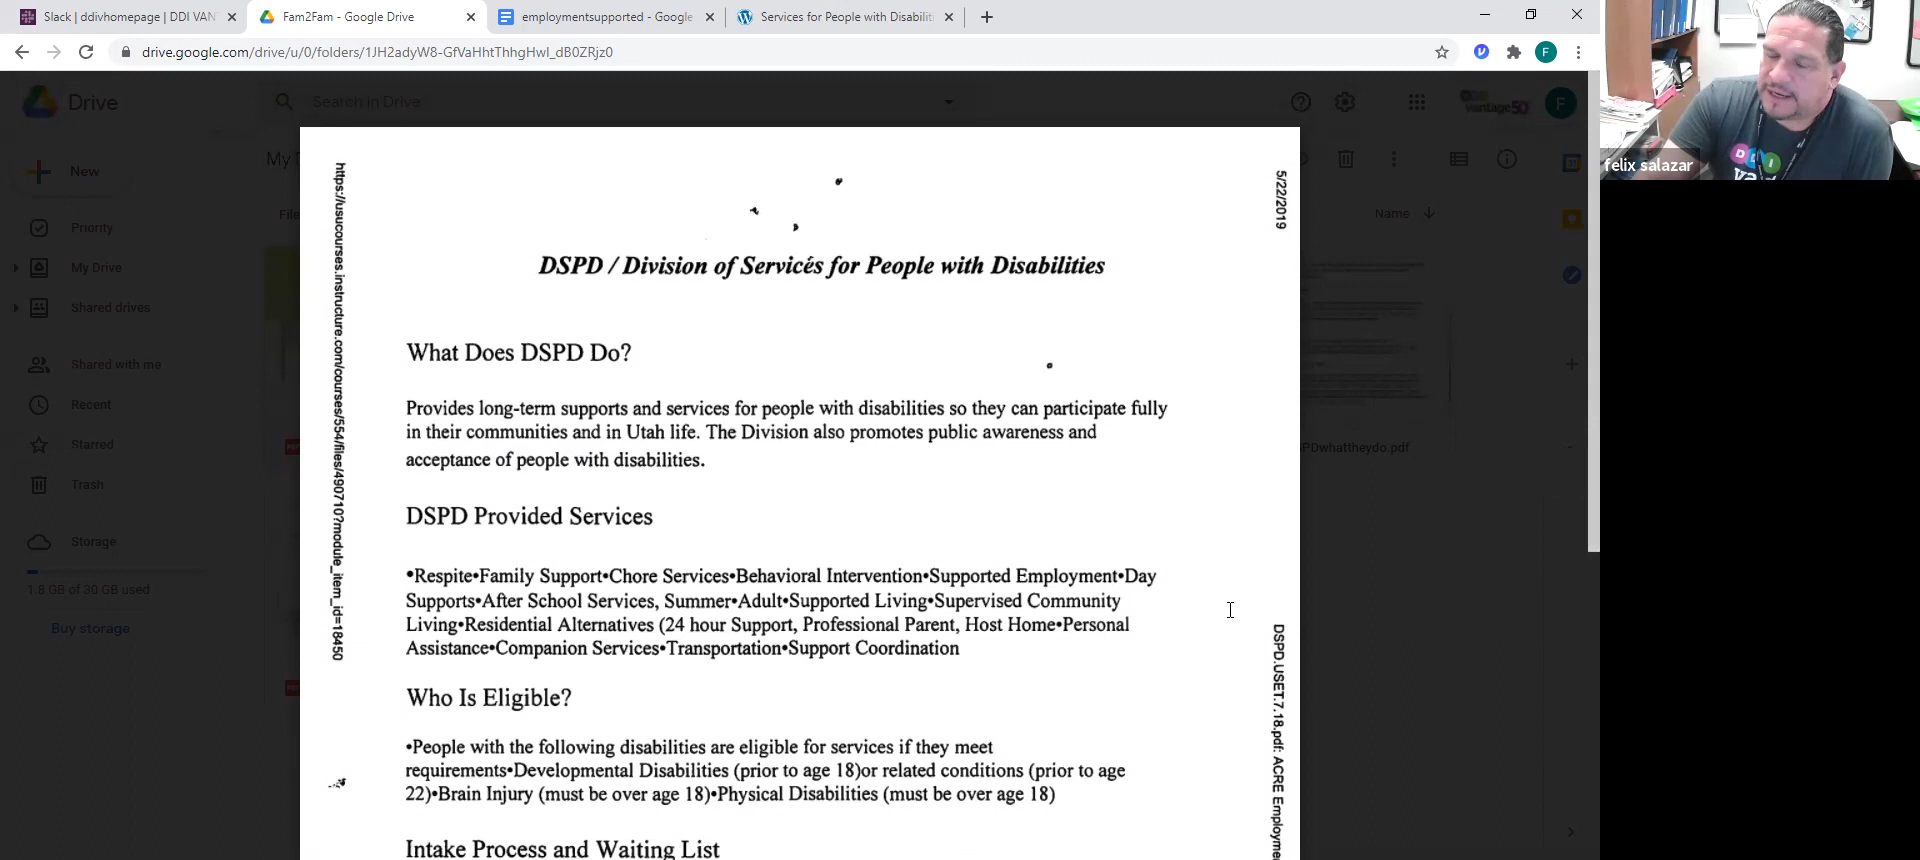 Slack | ddivhomepage | DDI VAN
Fam2Fam - Google Drive
employmentsupported - Google
Services for People with Disabiliti
drive.google.com/drive/u/0/folders/1JH2adyW8-GfVaHhtThhgHwI_dB0ZRjz0
Drive
Search in Drive
New
Priority
My Drive
Shared drives
Shared with me
Recent
Starred
Trash
Storage
1.8 GB of 30 GB used
Buy storage
Name
PDwhattheydo.pdf
https://usucourses.instructure.com/courses/554/files/490710?module_item_id=18450
5/22/2019
DSPD / Division of Services for People with Disabilities
What Does DSPD Do?
Provides long-term supports and services for people with disabilities so they can participate fully
in their communities and in Utah life. The Division also promotes public awareness and
acceptance of people with disabilities.
DSPD Provided Services
•Respite•Family Support•Chore Services•Behavioral Intervention•Supported Employment•Day
Supports•After School Services, Summer•Adult•Supported Living•Supervised Community
Living•Residential Alternatives (24 hour Support, Professional Parent, Host Home•Personal
Assistance•Companion Services•Transportation•Support Coordination
Who Is Eligible?
•People with the following disabilities are eligible for services if they meet
requirements•Developmental Disabilities (prior to age 18)or related conditions (prior to age
22)•Brain Injury (must be over age 18)•Physical Disabilities (must be over age 18)
Intake Process and Waiting List
DSPD.USET.7.18.pdf: ACRE Employme
felix salazar
DDI